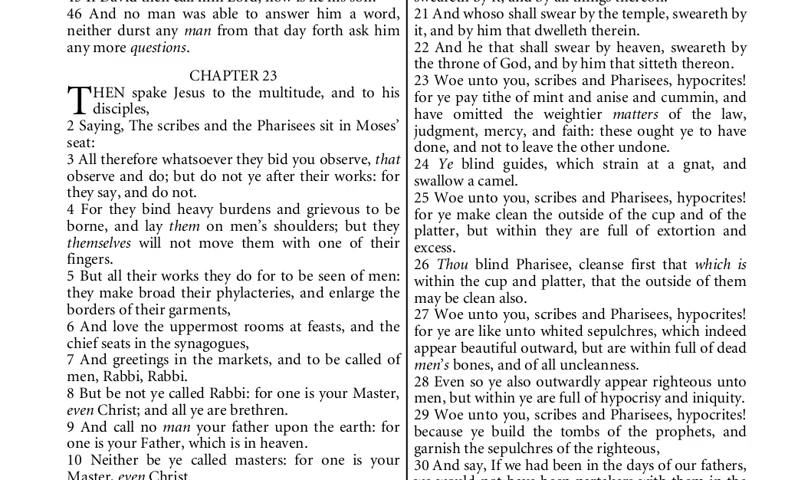 46 And no man was able to answer him a word,
neither durst any man from that day forth ask him
any more questions.
CHAPTER 23
THEN spake Jesus to the multitude, and to his
disciples,
2 Saying, The scribes and the Pharisees sit in Moses’
seat:
3 All therefore whatsoever they bid you observe, that
observe and do; but do not ye after their works: for
they say, and do not.
4 For they bind heavy burdens and grievous to be
borne, and lay them on men’s shoulders; but they
themselves will not move them with one of their
fingers.
5 But all their works they do for to be seen of men:
they make broad their phylacteries, and enlarge the
borders of their garments,
6 And love the uppermost rooms at feasts, and the
chief seats in the synagogues,
7 And greetings in the markets, and to be called of
men, Rabbi, Rabbi.
8 But be not ye called Rabbi: for one is your Master,
even Christ; and all ye are brethren.
9 And call no man your father upon the earth: for
one is your Father, which is in heaven.
10 Neither be ye called masters: for one is your
Master, even Christ
21 And whoso shall swear by the temple, sweareth by
it, and by him that dwelleth therein.
22 And he that shall swear by heaven, sweareth by
the throne of God, and by him that sitteth thereon.
23 Woe unto you, scribes and Pharisees, hypocrites!
for ye pay tithe of mint and anise and cummin, and
have omitted the weightier matters of the law,
judgment, mercy, and faith: these ought ye to have
done, and not to leave the other undone.
24 Ye blind guides, which strain at a gnat, and
swallow a camel.
25 Woe unto you, scribes and Pharisees, hypocrites!
for ye make clean the outside of the cup and of the
platter, but within they are full of extortion and
excess.
26 Thou blind Pharisee, cleanse first that which is
within the cup and platter, that the outside of them
may be clean also.
27 Woe unto you, scribes and Pharisees, hypocrites!
for ye are like unto whited sepulchres, which indeed
appear beautiful outward, but are within full of dead
men’s bones, and of all uncleanness.
28 Even so ye also outwardly appear righteous unto
men, but within ye are full of hypocrisy and iniquity.
29 Woe unto you, scribes and Pharisees, hypocrites!
because ye build the tombs of the prophets, and
garnish the sepulchres of the righteous,
30 And say, If we had been in the days of our fathers,